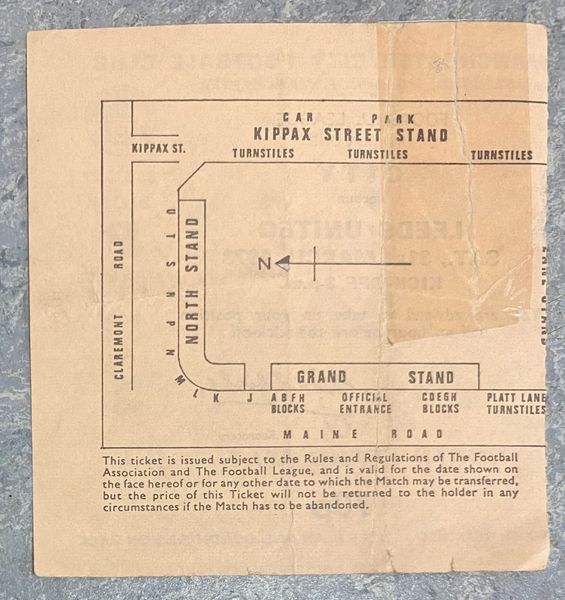 CAR PARK
KIPPAX STREET STAND
KIPPAX ST.
TURNSTILES TURNSTILES TURNSTILES
U T S R P N M L K J
NORTH STAND
N
CLAREMONT ROAD
GRAND STAND
A B F H BLOCKS
OFFICIAL ENTRANCE
CDEGH BLOCKS
PLATT LANE TURNSTILES
MAINE ROAD
This ticket is issued subject to the Rules and Regulations of The Football
Association and The Football League, and is valid for the date shown on
the face hereof or for any other date to which the Match may be transferred,
but the price of this Ticket will not be returned to the holder in any
circumstances if the Match has to be abandoned.